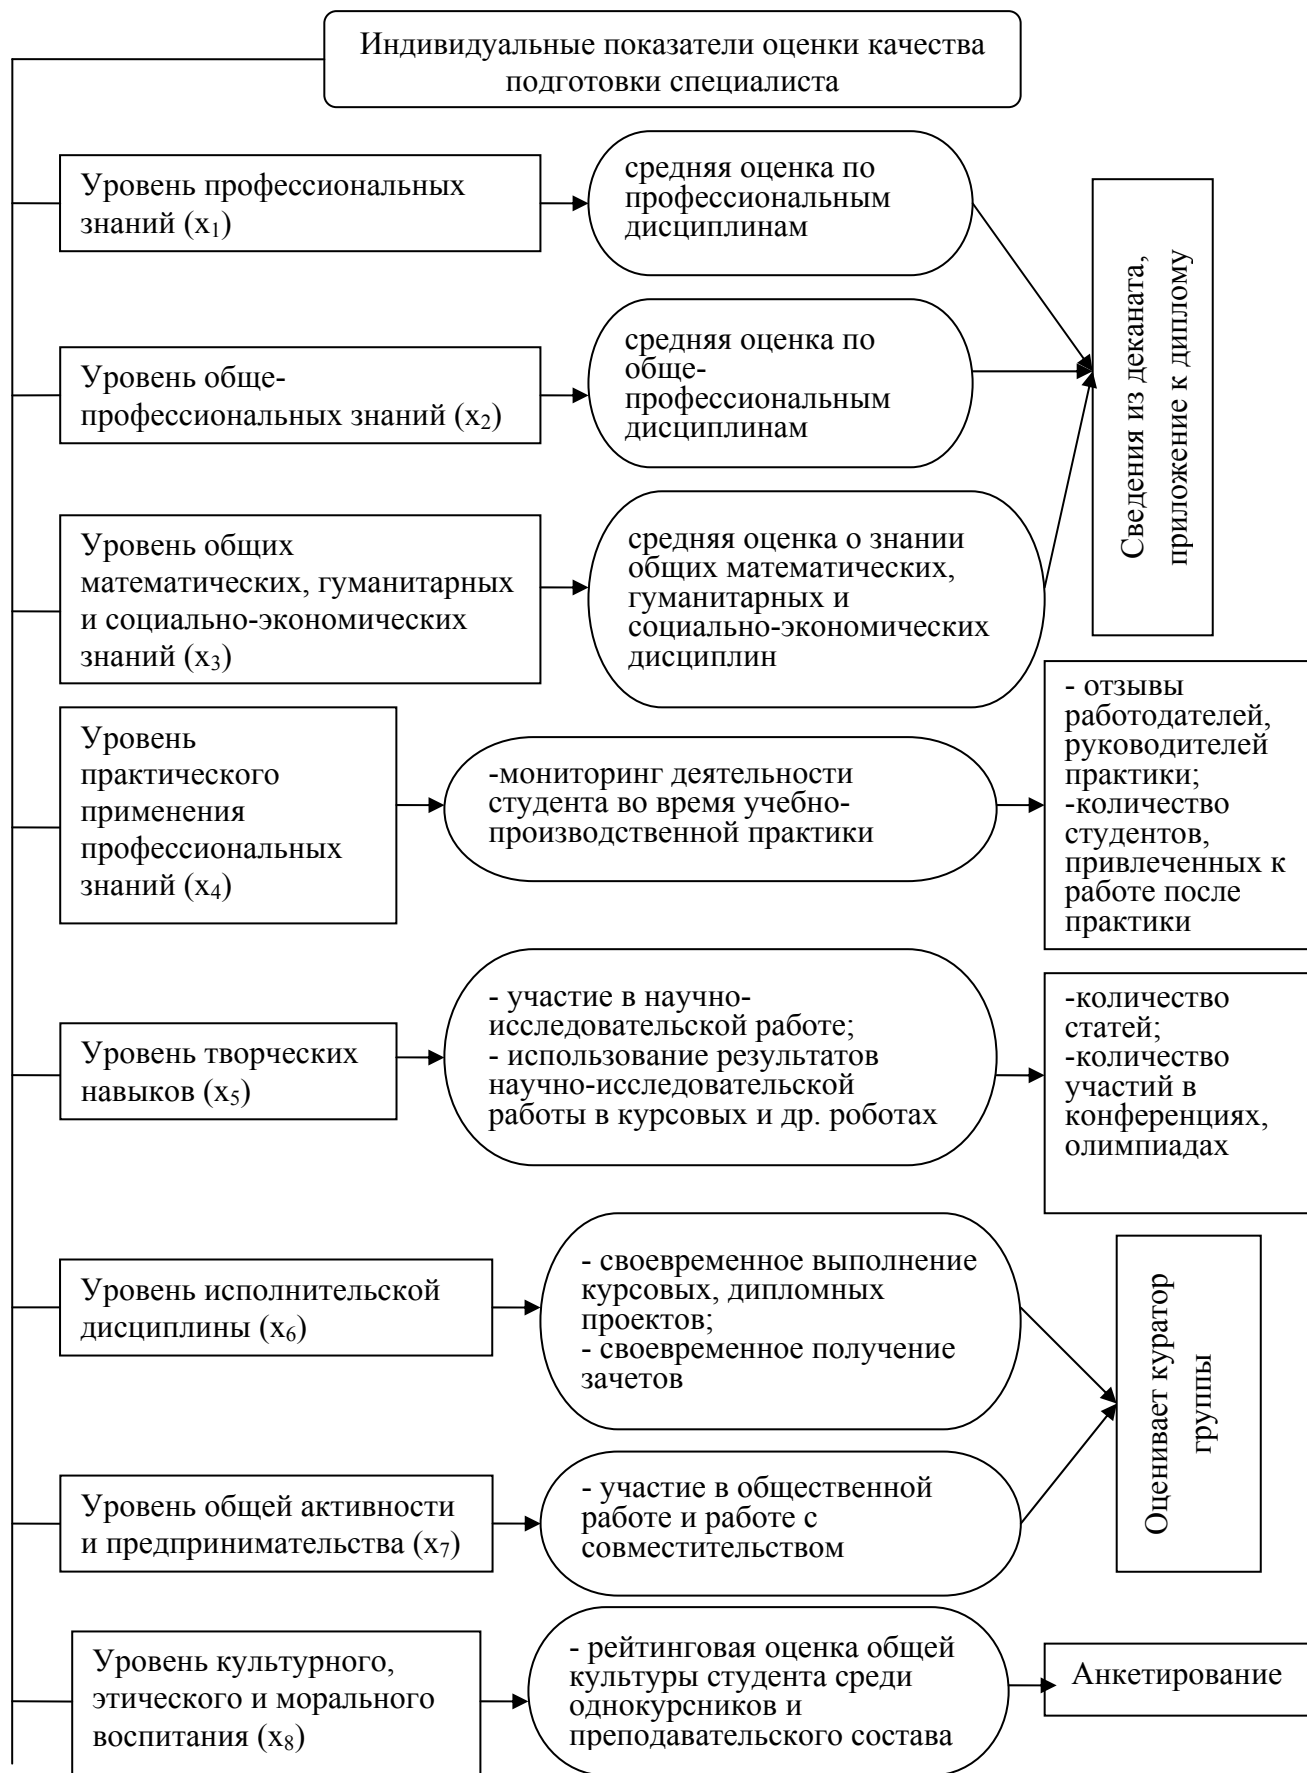 Индивидуальные показатели оценки качества
подготовки специалиста
Уровень профессиональных
знаний (x₁)
средняя оценка по
профессиональным
дисциплинам
Сведения из деканата,
приложение к диплому
Уровень обще-
профессиональных знаний (x₂)
средняя оценка по
обще-
профессиональным
дисциплинам
Уровень общих
математических, гуманитарных
и социально-экономических
знаний (x₃)
средняя оценка о знании
общих математических,
гуманитарных и
социально-экономических
дисциплин
Уровень
практического
применения
профессиональных
знаний (x₄)
-мониторинг деятельности
студента во время учебно-
производственной практики
- отзывы
работодателей,
руководителей
практики;
-количество
студентов,
привлеченных к
работе после
практики
Уровень творческих
навыков (x₅)
- участие в научно-
исследовательской работе;
- использование результатов
научно-исследовательской
работы в курсовых и др. роботах
-количество
статей;
-количество
участий в
конференциях,
олимпиадах
Уровень исполнительской
дисциплины (x₆)
- своевременное выполнение
курсовых, дипломных
проектов;
- своевременное получение
зачетов
Оценивает куратор
группы
Уровень общей активности
и предпринимательства (x₇)
- участие в общественной
работе и работе с
совместительством
Уровень культурного,
этического и морального
воспитания (x₈)
- рейтинговая оценка общей
культуры студента среди
однокурсников и
преподавательского состава
Анкетирование